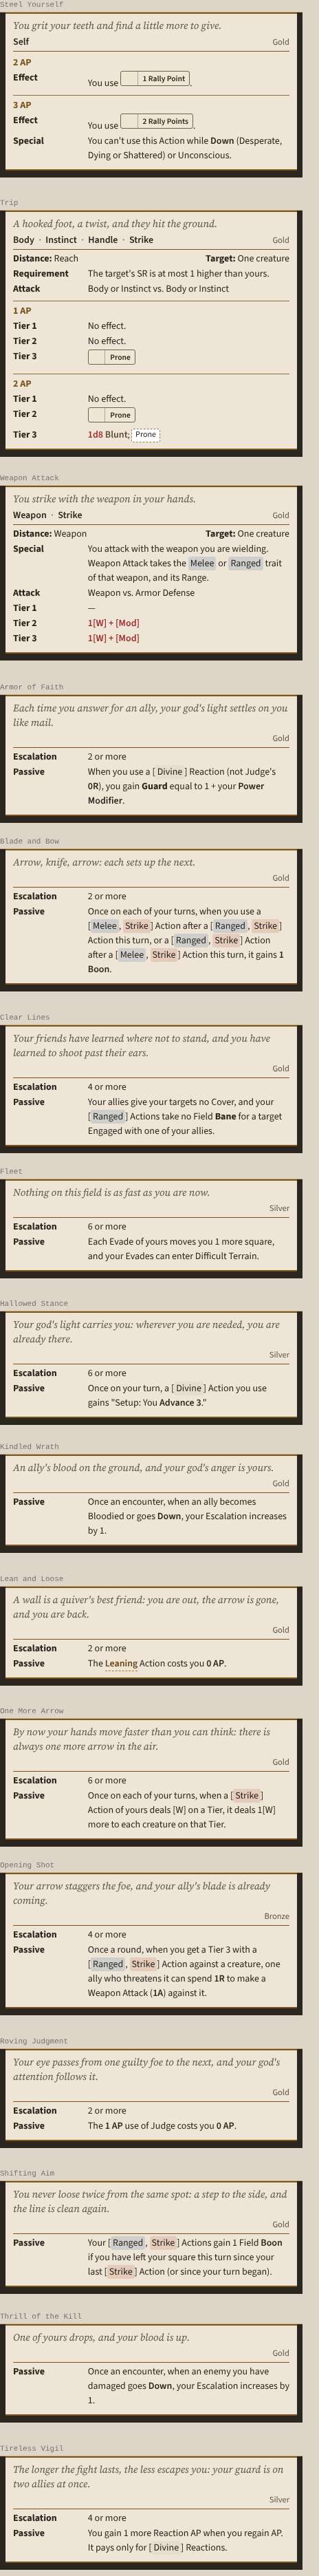 Steel Yourself
You grit your teeth and find a little more to give.
Self Gold
2 AP
Effect You use 1 Rally Point.
3 AP
Effect You use 2 Rally Points.
Special You can't use this Action while Down (Desperate,
Dying or Shattered) or Unconscious.
Trip
A hooked foot, a twist, and they hit the ground.
Body · Instinct · Handle · Strike Gold
Distance: Reach Target: One creature
Requirement The target's SR is at most 1 higher than yours.
Attack Body or Instinct vs. Body or Instinct
1 AP
Tier 1 No effect.
Tier 2 No effect.
Tier 3 Prone
2 AP
Tier 1 No effect.
Tier 2 Prone
Tier 3 1d8 Blunt; Prone
Weapon Attack
You strike with the weapon in your hands.
Weapon · Strike Gold
Distance: Weapon Target: One creature
Special You attack with the weapon you are wielding.
Weapon Attack takes the Melee or Ranged trait
of that weapon, and its Range.
Attack Weapon vs. Armor Defense
Tier 1 —
Tier 2 1[W] + [Mod]
Tier 3 1[W] + [Mod]
Armor of Faith
Each time you answer for an ally, your god's light settles on you
like mail.
Gold
Escalation 2 or more
Passive When you use a [Divine] Reaction (not Judge's
0R), you gain Guard equal to 1 + your Power
Modifier.
Blade and Bow
Arrow, knife, arrow: each sets up the next.
Gold
Escalation 2 or more
Passive Once on each of your turns, when you use a
[Melee, Strike] Action after a [Ranged, Strike]
Action this turn, or a [Ranged, Strike] Action
after a [Melee, Strike] Action this turn, it gains 1
Boon.
Clear Lines
Your friends have learned where not to stand, and you have
learned to shoot past their ears.
Gold
Escalation 4 or more
Passive Your allies give your targets no Cover, and your
[Ranged] Actions take no Field Bane for a target
Engaged with one of your allies.
Fleet
Nothing on this field is as fast as you are now.
Silver
Escalation 6 or more
Passive Each Evade of yours moves you 1 more square,
and your Evades can enter Difficult Terrain.
Hallowed Stance
Your god's light carries you: wherever you are needed, you are
already there.
Silver
Escalation 6 or more
Passive Once on your turn, a [Divine] Action you use
gains "Setup: You Advance 3."
Kindled Wrath
An ally's blood on the ground, and your god's anger is yours.
Gold
Passive Once an encounter, when an ally becomes
Bloodied or goes Down, your Escalation increases
by 1.
Lean and Loose
A wall is a quiver's best friend: you are out, the arrow is gone,
and you are back.
Gold
Escalation 2 or more
Passive The Leaning Action costs you 0 AP.
One More Arrow
By now your hands move faster than you can think: there is
always one more arrow in the air.
Gold
Escalation 6 or more
Passive Once on each of your turns, when a [Strike]
Action of yours deals [W] on a Tier, it deals 1[W]
more to each creature on that Tier.
Opening Shot
Your arrow staggers the foe, and your ally's blade is already
coming.
Bronze
Escalation 4 or more
Passive Once a round, when you get a Tier 3 with a
[Ranged, Strike] Action against a creature, one
ally who threatens it can spend 1R to make a
Weapon Attack (1A) against it.
Roving Judgment
Your eye passes from one guilty foe to the next, and your god's
attention follows it.
Gold
Escalation 2 or more
Passive The 1 AP use of Judge costs you 0 AP.
Shifting Aim
You never loose twice from the same spot: a step to the side, and
the line is clean again.
Gold
Passive Your [Ranged, Strike] Actions gain 1 Field Boon
if you have left your square this turn since your
last [Strike] Action (or since your turn began).
Thrill of the Kill
One of yours drops, and your blood is up.
Gold
Passive Once an encounter, when an enemy you have
damaged goes Down, your Escalation increases by
1.
Tireless Vigil
The longer the fight lasts, the less escapes you: your guard is on
two allies at once.
Silver
Escalation 4 or more
Passive You gain 1 more Reaction AP when you regain AP.
It pays only for [Divine] Reactions.